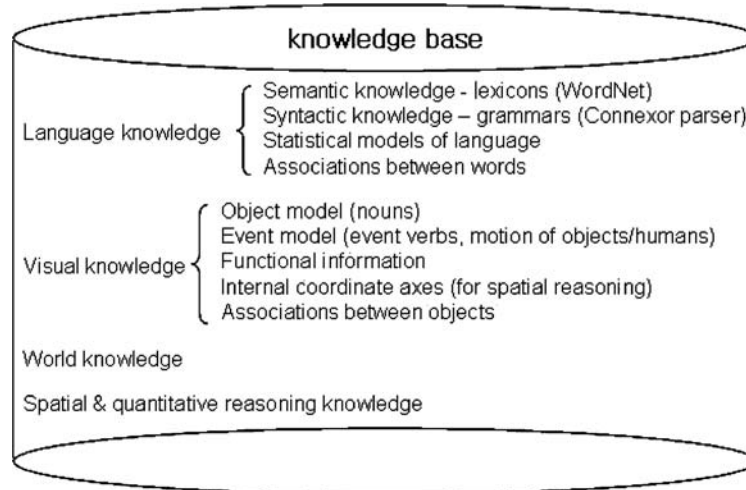 knowledge base
Semantic knowledge - lexicons (WordNet)
Syntactic knowledge – grammars (Connexor parser)
Language knowledge
Statistical models of language
Associations between words
Object model (nouns)
Event model (event verbs, motion of objects/humans)
Visual knowledge
Functional information
Internal coordinate axes (for spatial reasoning)
Associations between objects
World knowledge
Spatial & quantitative reasoning knowledge